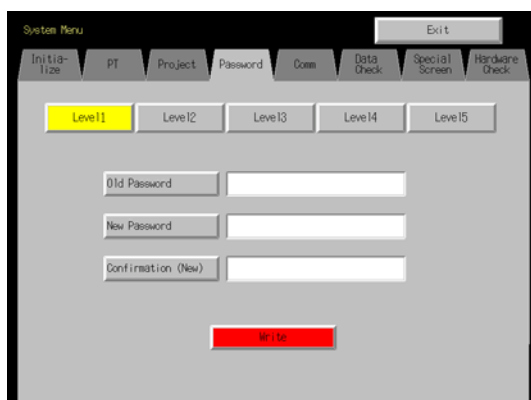 System Menu
Exit
Initia-
lize
PT
Project
Password
Comm
Data
Check
Special
Screen
Hardware
Check
Level1
Level2
Level3
Level4
Level5
Old Password
New Password
Confirmation (New)
Write